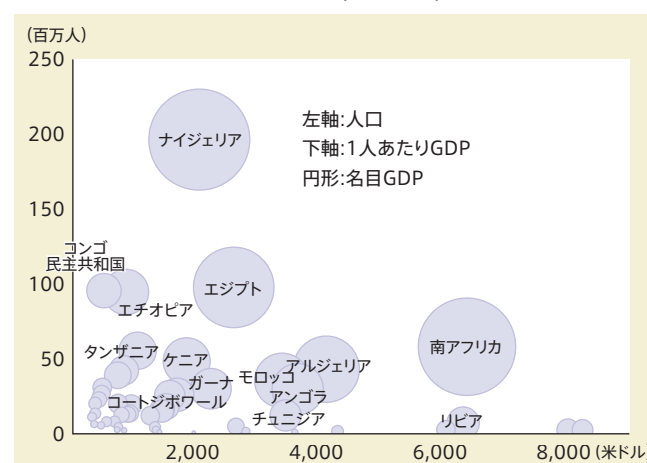 (百万人)
250
200
150
100
50
0
左軸:人口
下軸:1人あたりGDP
円形:名目GDP
ナイジェリア
コンゴ
民主共和国
エチオピア
エジプト
南アフリカ
タンザニア
ケニア
アルジェリア
モロッコ
ガーナ
アンゴラ
コートジボワール
チュニジア
リビア
2,000
4,000
6,000
8,000 (米ドル)